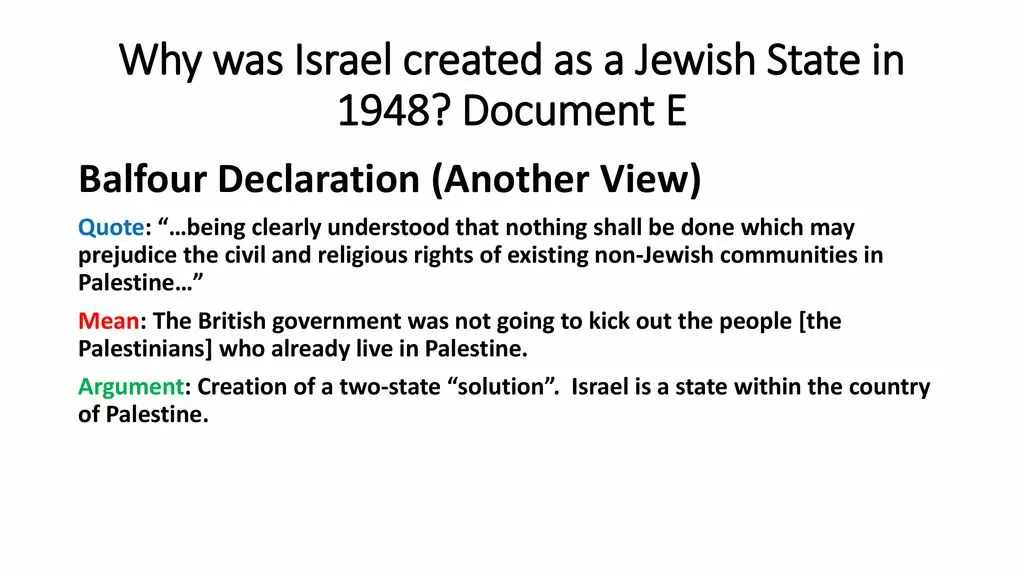 Why was Israel created as a Jewish State in
1948? Document E
Balfour Declaration (Another View)
Quote: “…being clearly understood that nothing shall be done which may
prejudice the civil and religious rights of existing non-Jewish communities in
Palestine…”
Mean: The British government was not going to kick out the people [the
Palestinians] who already live in Palestine.
Argument: Creation of a two-state “solution”.  Israel is a state within the country
of Palestine.